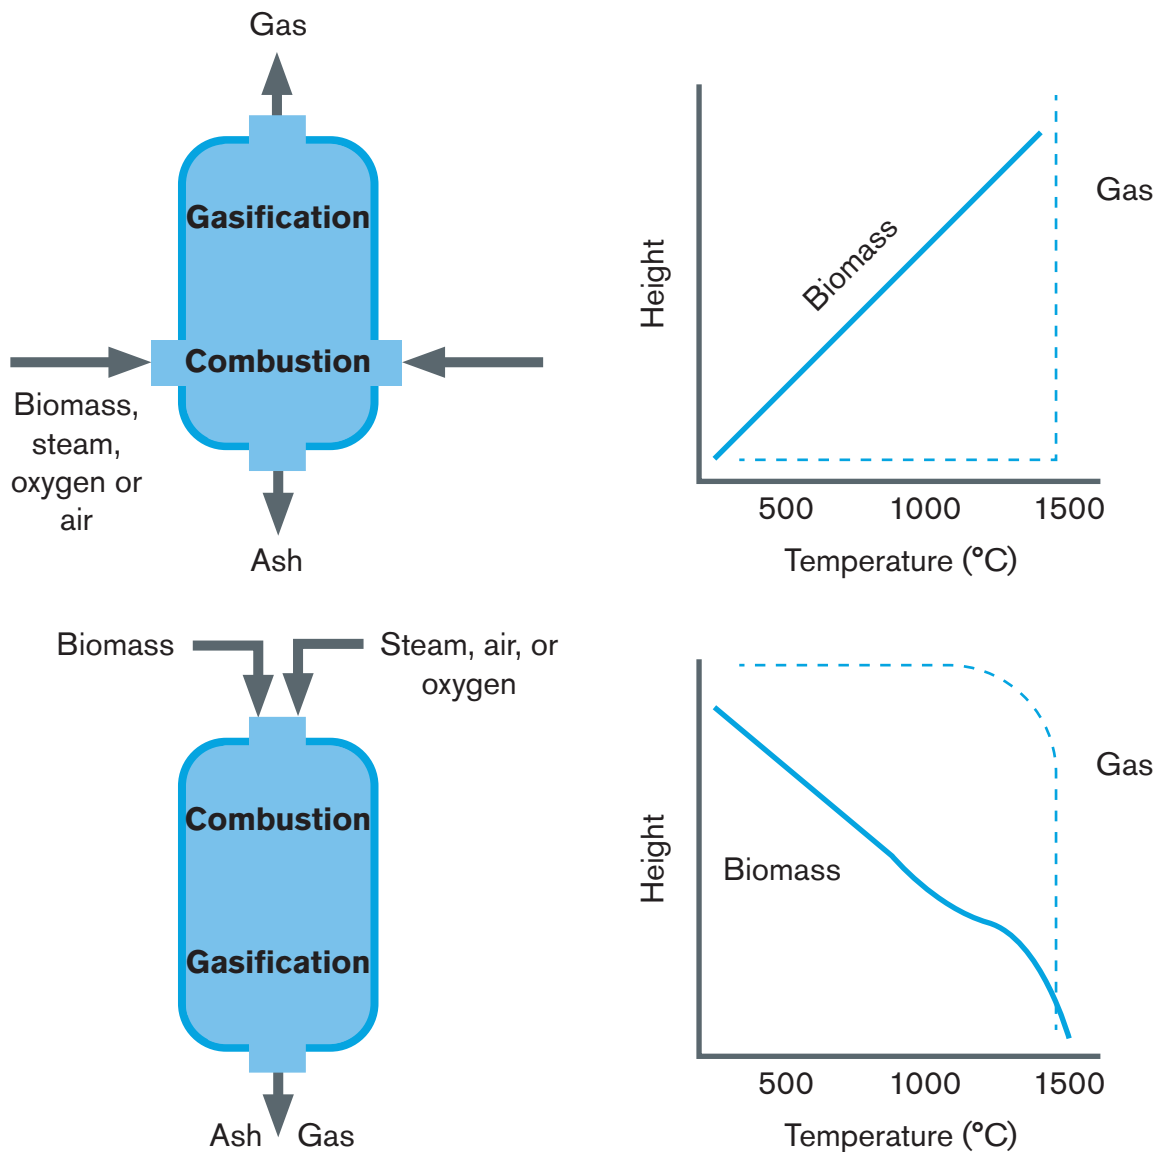 Gas
Gasification
Combustion
Biomass,
steam,
oxygen or
air
Ash
Height
Biomass
Gas
500 1000 1500
Temperature (°C)
Biomass
Steam, air, or
oxygen
Combustion
Gasification
Ash Gas
Height
Biomass
Gas
500 1000 1500
Temperature (°C)